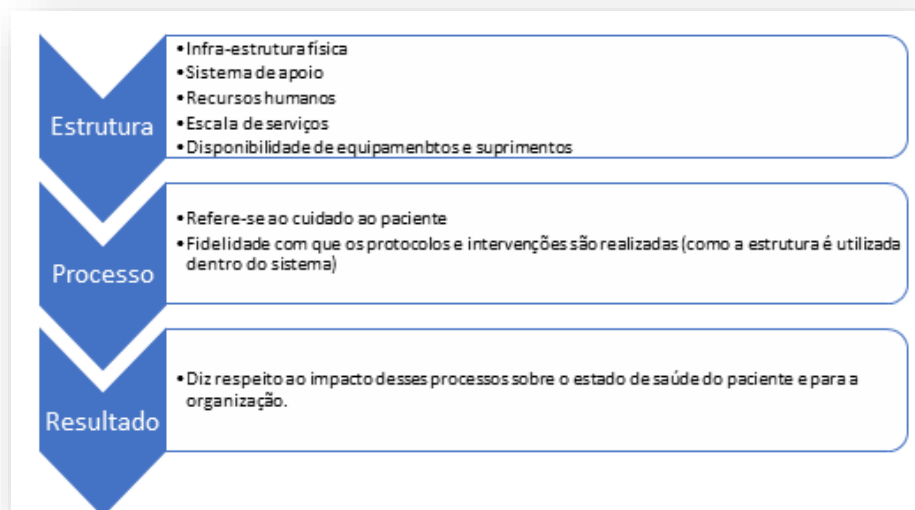 Estrutura
•Infra-estrutura física
•Sistema de apoio
•Recursos humanos
•Escala de serviços
•Disponibilidade de equipamenbtos e suprimentos
Processo
•Refere-se ao cuidado ao paciente
•Fidelidade com que os protocolos e intervenções são realizadas (como a estrutura é utilizada
dentro do sistema)
Resultado
•Diz respeito ao impacto desses processos sobre o estado de saúde do paciente e para a
organização.